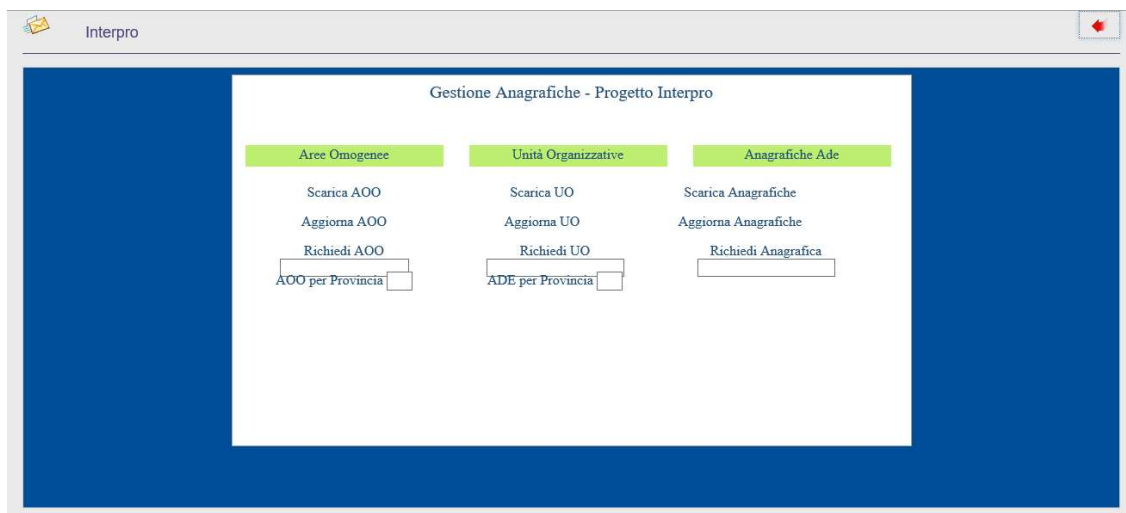 Interpro
Gestione Anagrafiche - Progetto Interpro
Aree Omogenee
Unità Organizzative
Anagrafiche Ade
Scarica AOO
Scarica UO
Scarica Anagrafiche
Aggiorna AOO
Aggiorna UO
Aggiorna Anagrafiche
Richiedi AOO
Richiedi UO
Richiedi Anagrafica
AOO per Provincia
ADE per Provincia